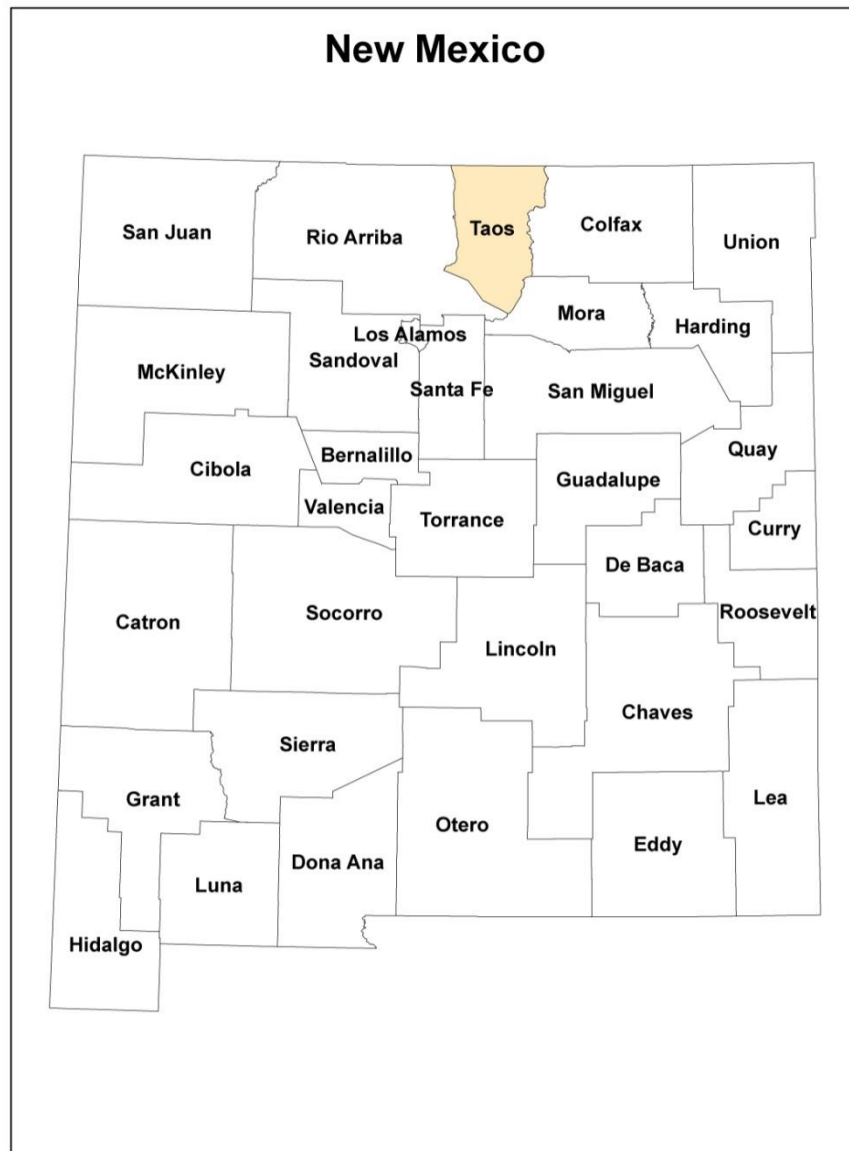 New Mexico
San Juan
Rio Arriba
Taos
Colfax
Union
Mora
Harding
Los Alamos
Sandoval
McKinley
Santa Fe
San Miguel
Quay
Bernalillo
Cibola
Guadalupe
Valencia
Torrance
Curry
De Baca
Roosevelt
Catron
Socorro
Lincoln
Chaves
Sierra
Grant
Lea
Otero
Eddy
Dona Ana
Luna
Hidalgo